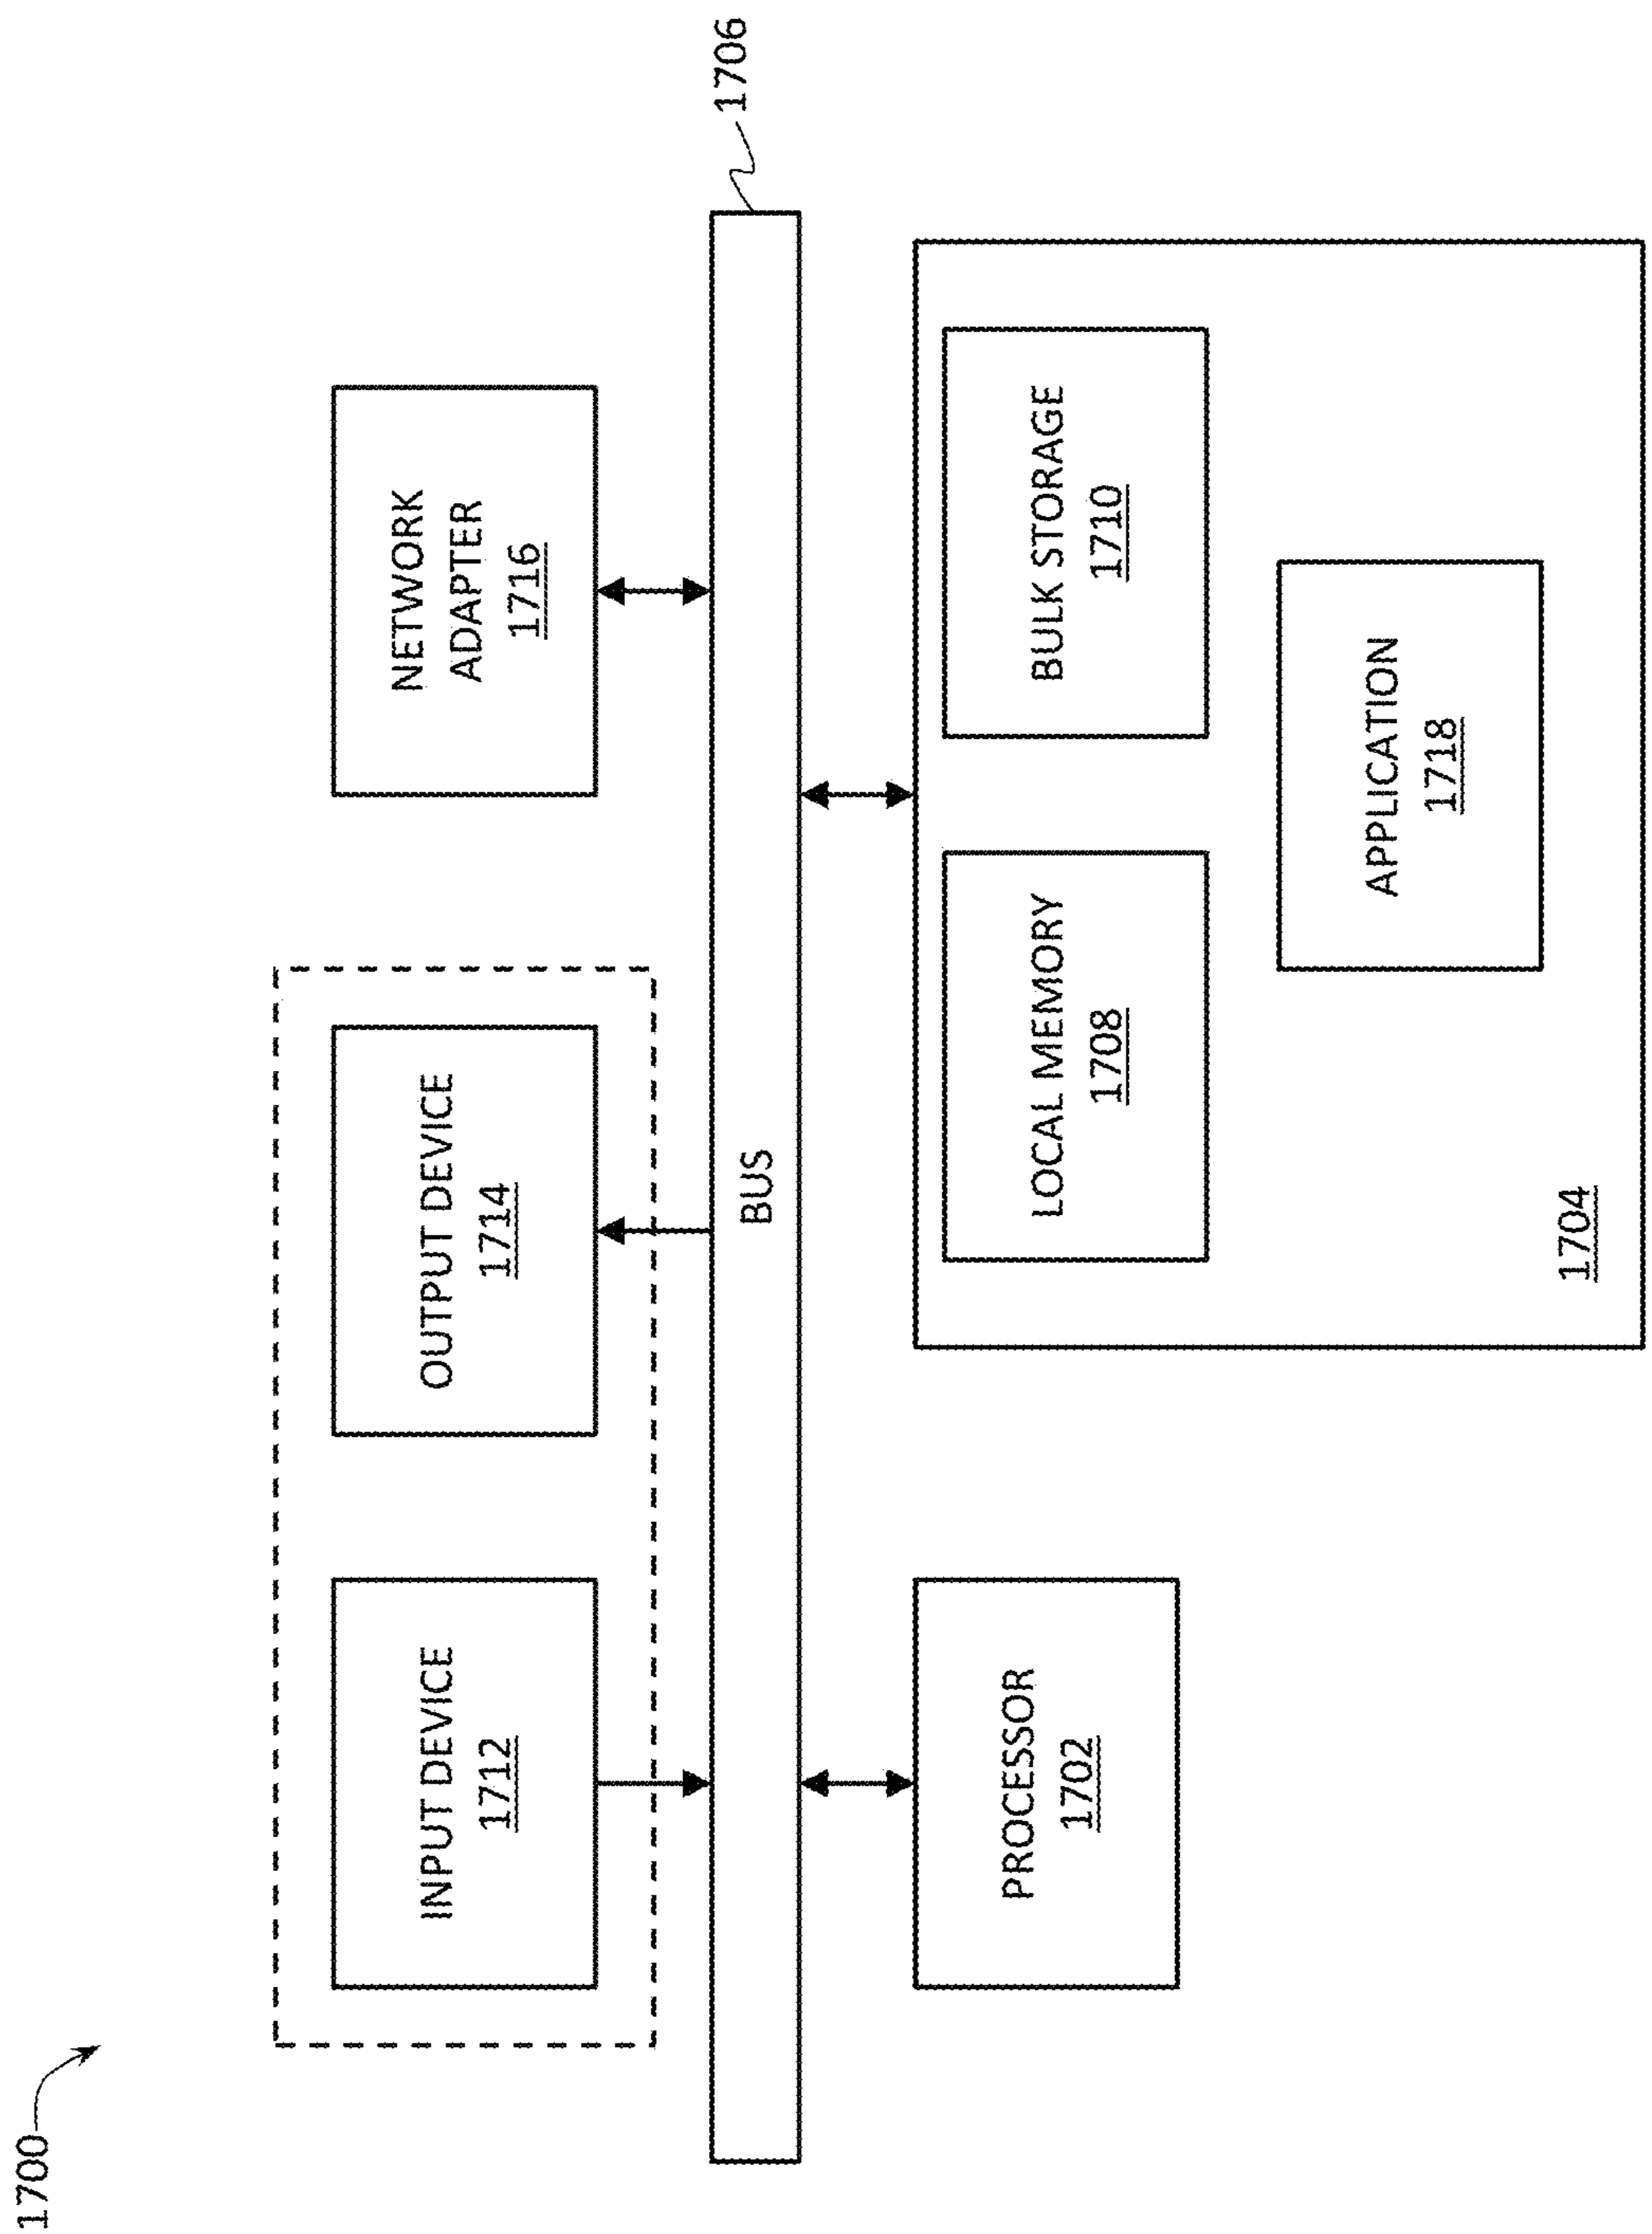 1700
INPUT DEVICE
1712
OUTPUT DEVICE
1714
NETWORK
ADAPTER
1716
BUS
1706
PROCESSOR
1702
LOCAL MEMORY
1708
BULK STORAGE
1710
APPLICATION
1718
1704